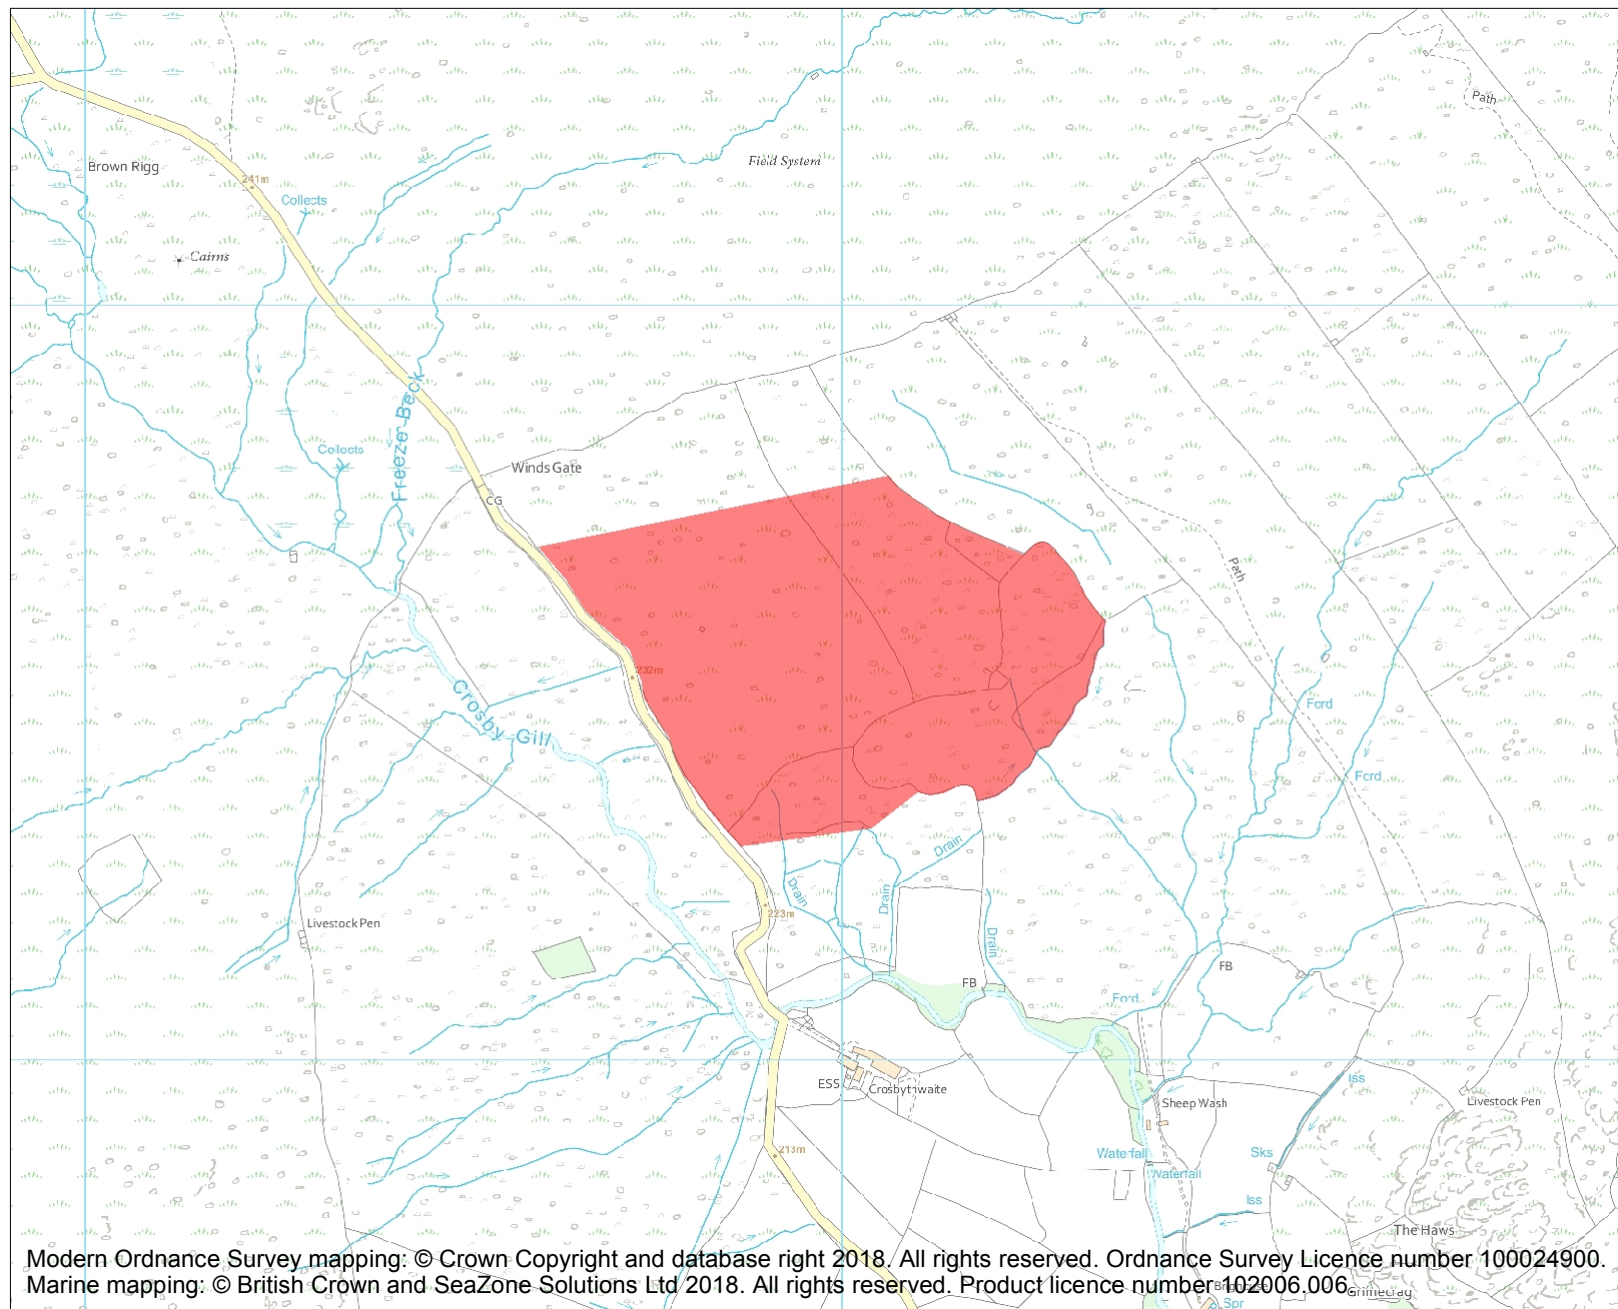 Path
Field System
Brown Rigg
241m
Collects
Cairns
Freeze Beck
Collects
Winds Gate
CG
Path
232m
Crosby Gill
Ford
Ford
Drain
Drain
Drain
223m
Livestock Pen
Drain
FB
FB
Ford
ESS
Crosbythwaite
Iss
Sheep Wash
Livestock Pen
213m
Waterfall
Sks
Waterfall
Iss
The Haws
Modern Ordnance Survey mapping: © Crown Copyright and database right 2018. All rights reserved. Ordnance Survey Licence number 100024900.
Marine mapping: © British Crown and SeaZone Solutions Ltd 2018. All rights reserved. Product licence number 102006.006.
Grimecrag
Spr